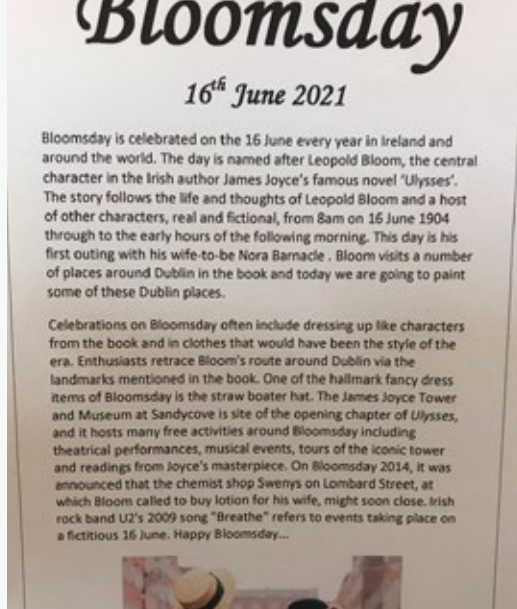 Bloomsday
16th June 2021
Bloomsday is celebrated on the 16 June every year in Ireland and
around the world. The day is named after Leopold Bloom, the central
character in the Irish author James Joyce's famous novel 'Ulysses'.
The story follows the life and thoughts of Leopold Bloom and a host
of other characters, real and fictional, from 8am on 16 June 1904
through to the early hours of the following morning. This day is his
first outing with his wife-to-be Nora Barnacle . Bloom visits a number
of places around Dublin in the book and today we are going to paint
some of these Dublin places.
Celebrations on Bloomsday often include dressing up like characters
from the book and in clothes that would have been the style of the
era. Enthusiasts retrace Bloom's route around Dublin via the
landmarks mentioned in the book. One of the hallmark fancy dress
items of Bloomsday is the straw boater hat. The James Joyce Tower
and Museum at Sandycove is site of the opening chapter of Ulysses,
and it hosts many free activities around Bloomsday including
theatrical performances, musical events, tours of the iconic tower
and readings from Joyce's masterpiece. On Bloomsday 2014, it was
announced that the chemist shop Swenys on Lombard Street, at
which Bloom called to buy lotion for his wife, might soon close. Irish
rock band U2's 2009 song "Breathe" refers to events taking place on
a fictitious 16 June. Happy Bloomsday...